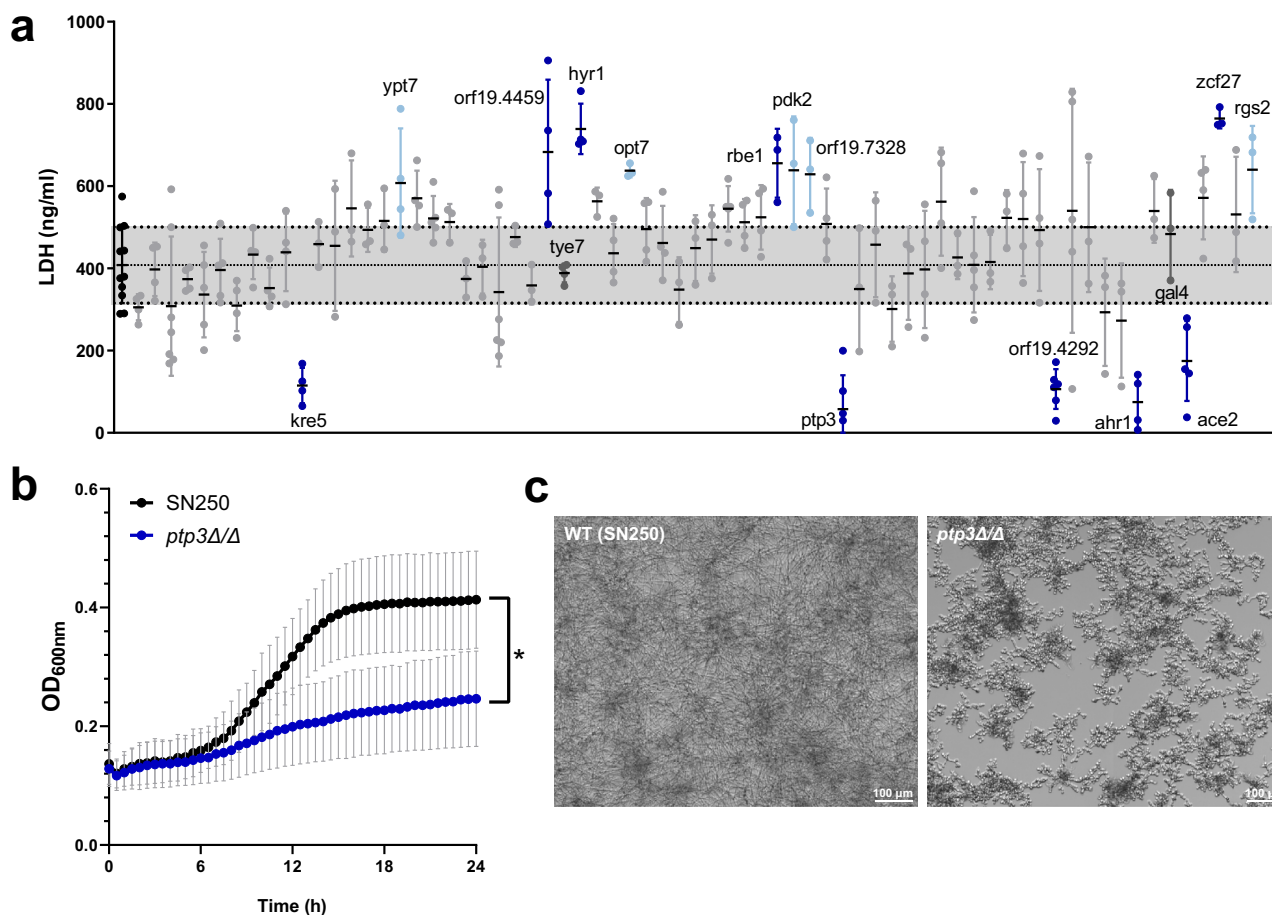 a
LDH (ng/ml)
1000
800
600
400
200
0
ypt7
orf19.4459
hyr1
opt7
tye7
rbe1
pdk2
orf19.7328
zcf27
rgs2
gal4
orf19.4292
kre5
ptp3
ahr1
ace2
b
OD600nm
0.6
0.4
0.2
0.0
SN250
ptp3Δ/Δ
*
0
6
12
18
24
Time (h)
c
WT (SN250)
100 µm
ptp3Δ/Δ
100 µ